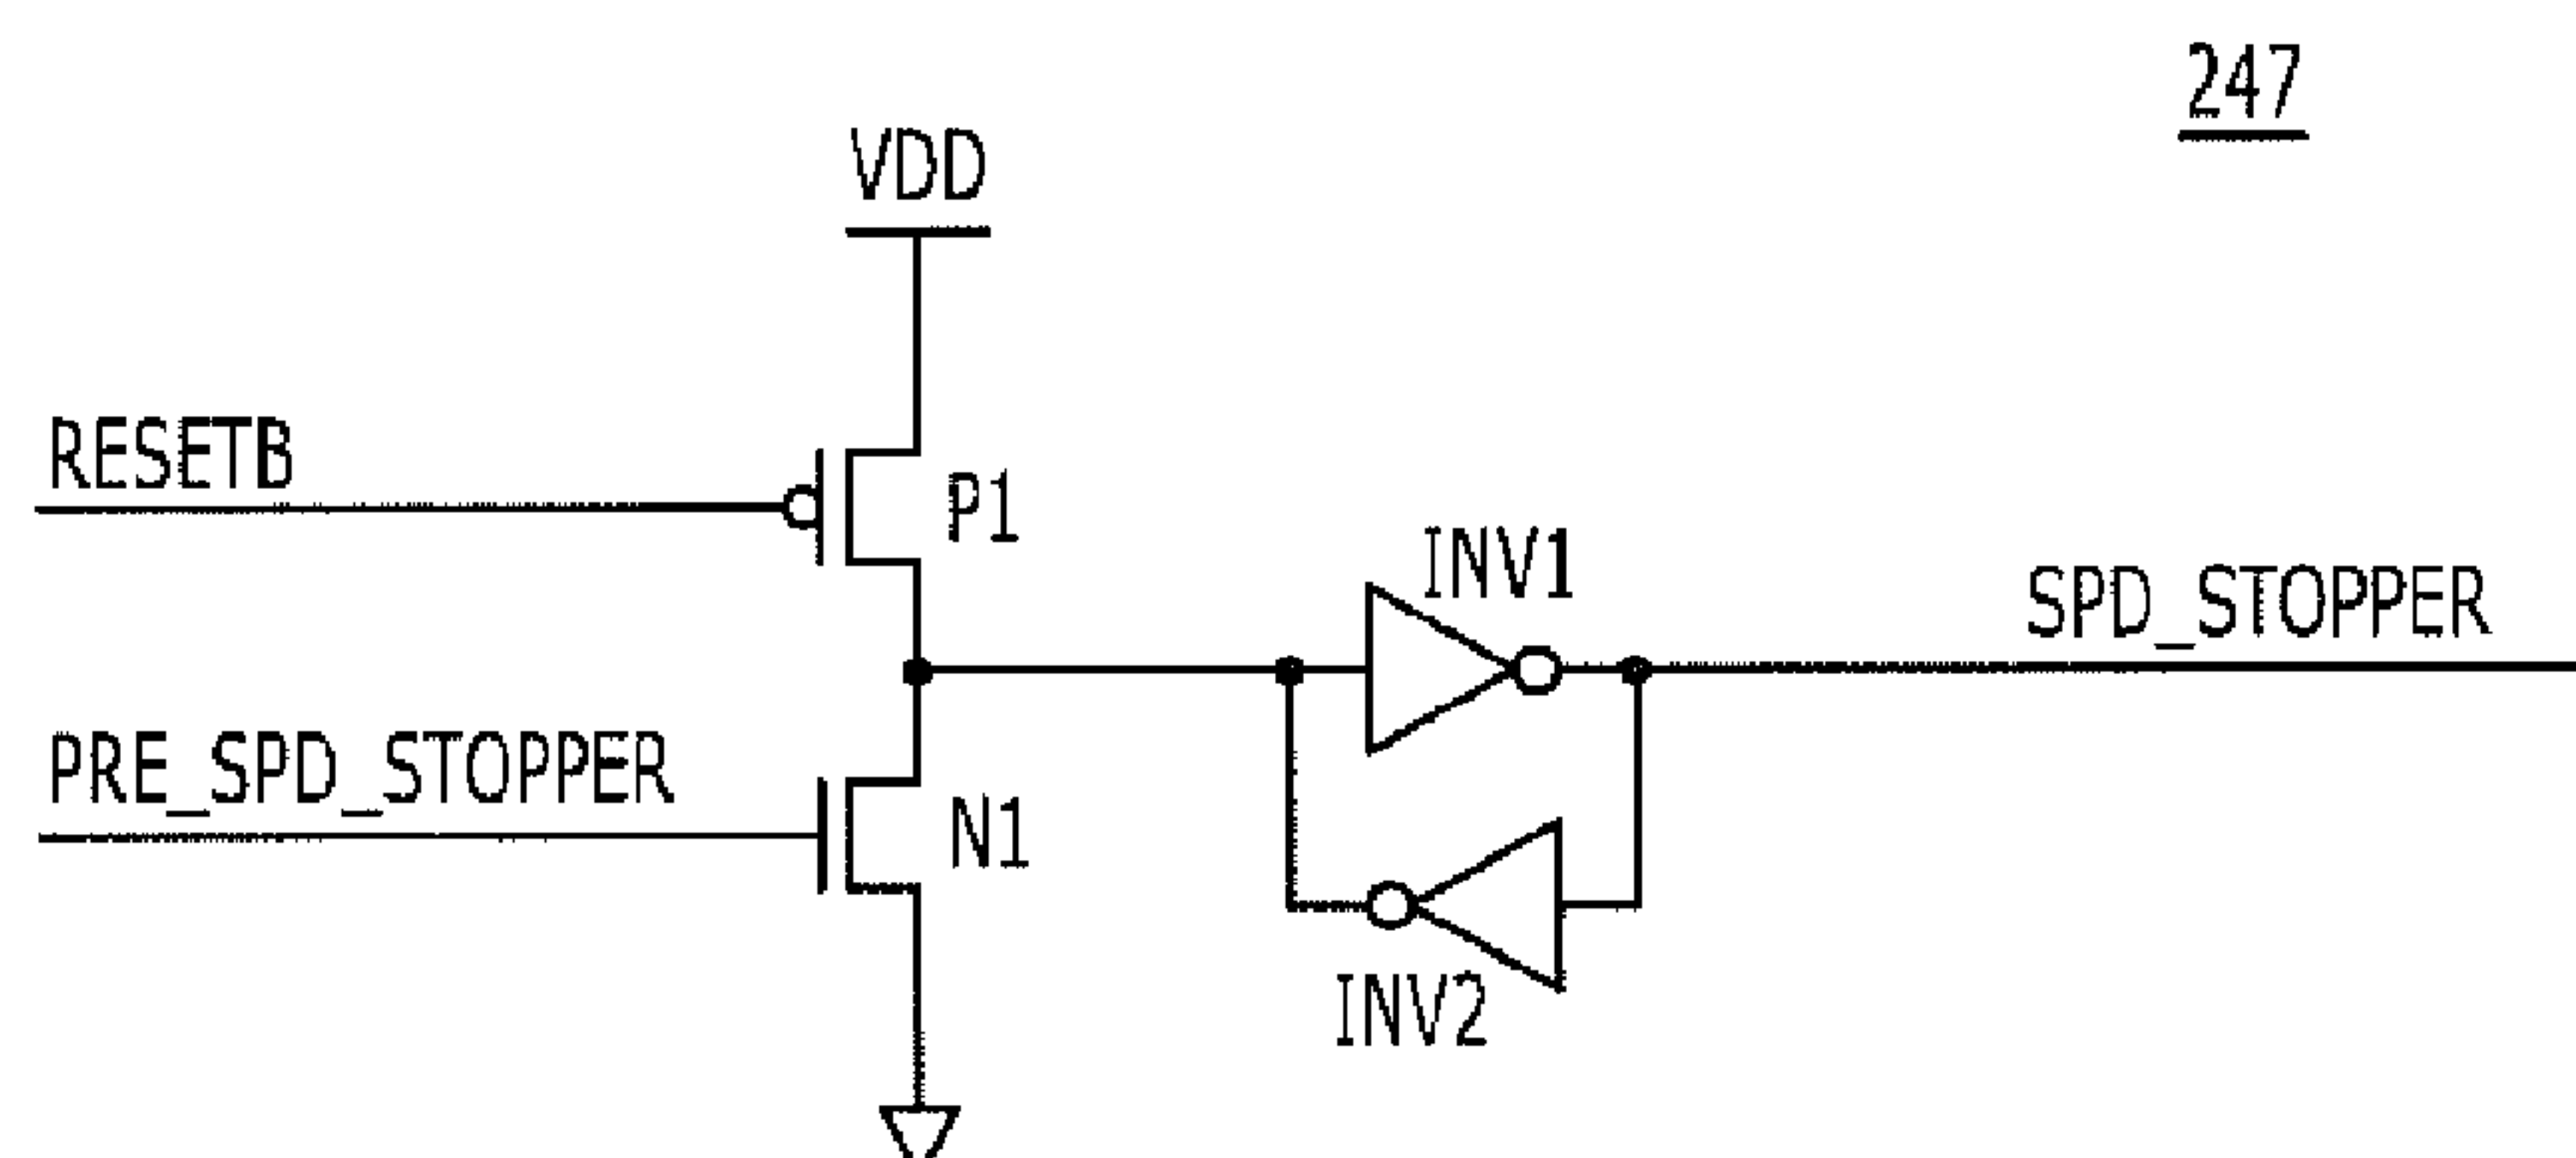 247
VDD
RESETB
P1
INV1
SPD_STOPPER
PRE_SPD_STOPPER
N1
INV2